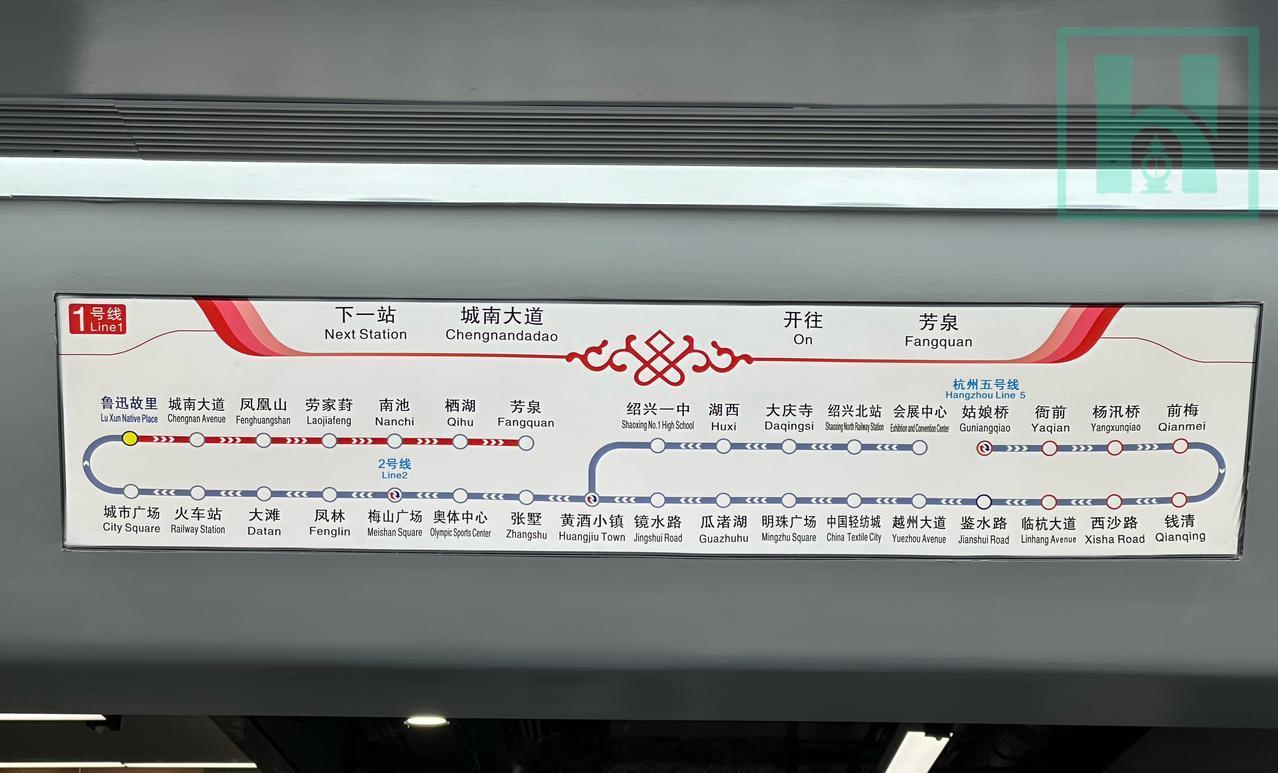 1号线
Line1
下一站
Next Station
城南大道
Chengnandadao
开往
On
芳泉
Fangquan
杭州五号线
Hangzhou Line 5
鲁迅故里
Lu Xun Native Place
城南大道
Chengnan Avenue
凤凰山
Fenghuangshan
劳家葑
Laojiafeng
南池
Nanchi
栖湖
Qihu
芳泉
Fangquan
绍兴一中
Shaoxing No.1 High School
湖西
Huxi
大庆寺
Daqingsi
绍兴北站
Shaoxing North Railway Station
会展中心
Exhibition and Convention Center
姑娘桥
Guniangqiao
衙前
Yaqian
杨汛桥
Yangxunqiao
前梅
Qianmei
2号线
Line2
城市广场
City Square
火车站
Railway Station
大滩
Datan
凤林
Fenglin
梅山广场
Meishan Square
奥体中心
Olympic Sports Center
张墅
Zhangshu
黄酒小镇
Huangjiu Town
镜水路
Jingshui Road
瓜渚湖
Guazhuhu
明珠广场
Mingzhu Square
中国轻纺城
China Textile City
越州大道
Yuezhou Avenue
鉴水路
Jianshui Road
临杭大道
Linhang Avenue
西沙路
Xisha Road
钱清
Qianqing